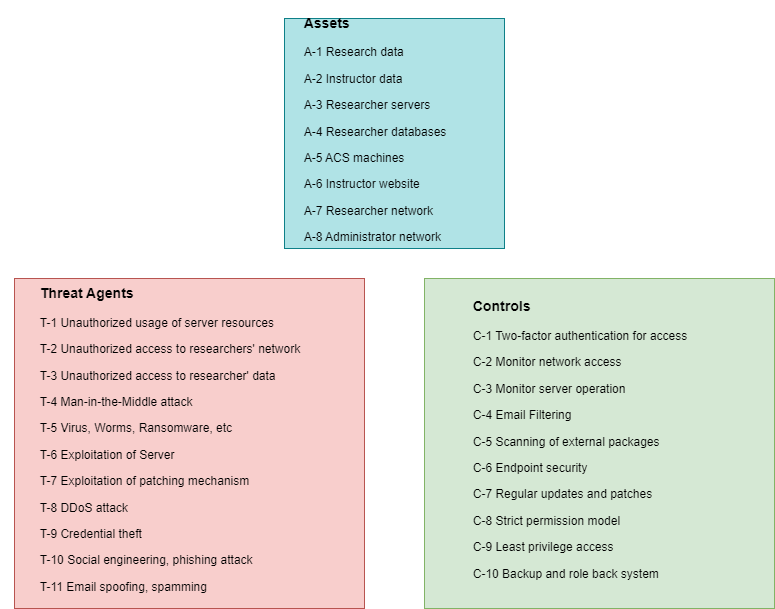 Assets
A-1 Research data
A-2 Instructor data
A-3 Researcher servers
A-4 Researcher databases
A-5 ACS machines
A-6 Instructor website
A-7 Researcher network
A-8 Administrator network
Threat Agents
T-1 Unauthorized usage of server resources
T-2 Unauthorized access to researchers' network
T-3 Unauthorized access to researcher' data
T-4 Man-in-the-Middle attack
T-5 Virus, Worms, Ransomware, etc
T-6 Exploitation of Server
T-7 Exploitation of patching mechanism
T-8 DDoS attack
T-9 Credential theft
T-10 Social engineering, phishing attack
T-11 Email spoofing, spamming
Controls
C-1 Two-factor authentication for access
C-2 Monitor network access
C-3 Monitor server operation
C-4 Email Filtering
C-5 Scanning of external packages
C-6 Endpoint security
C-7 Regular updates and patches
C-8 Strict permission model
C-9 Least privilege access
C-10 Backup and role back system